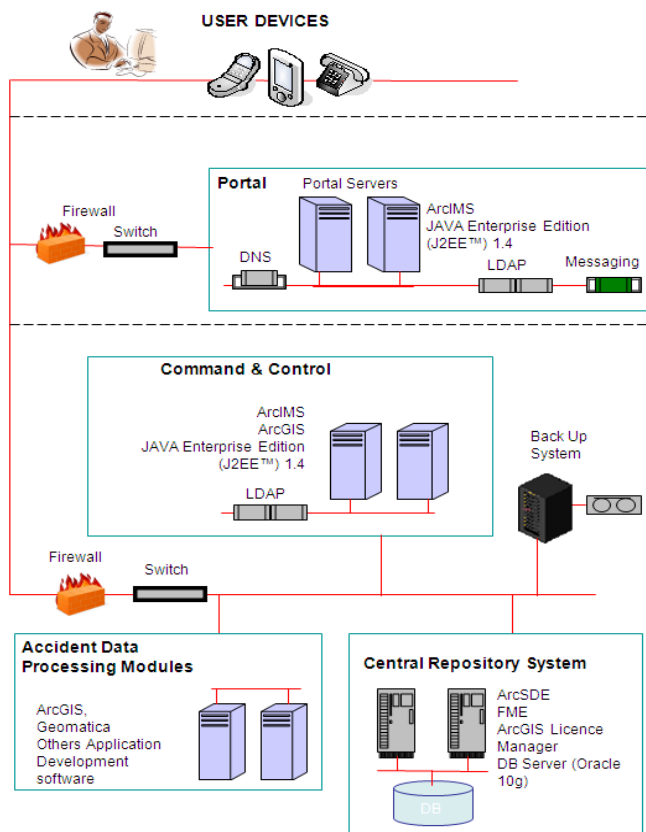 USER DEVICES
Portal
Portal Servers
Firewall
Switch
ArcIMS
JAVA Enterprise Edition
(J2EE™) 1.4
DNS
LDAP
Messaging
Command & Control
ArcIMS
ArcGIS
JAVA Enterprise Edition
(J2EE™) 1.4
LDAP
Back Up
System
Firewall
Switch
Accident Data
Processing Modules
ArcGIS,
Geomatica
Others Application
Development
software
Central Repository System
ArcSDE
FME
ArcGIS Licence
Manager
DB Server (Oracle
10g)
DB